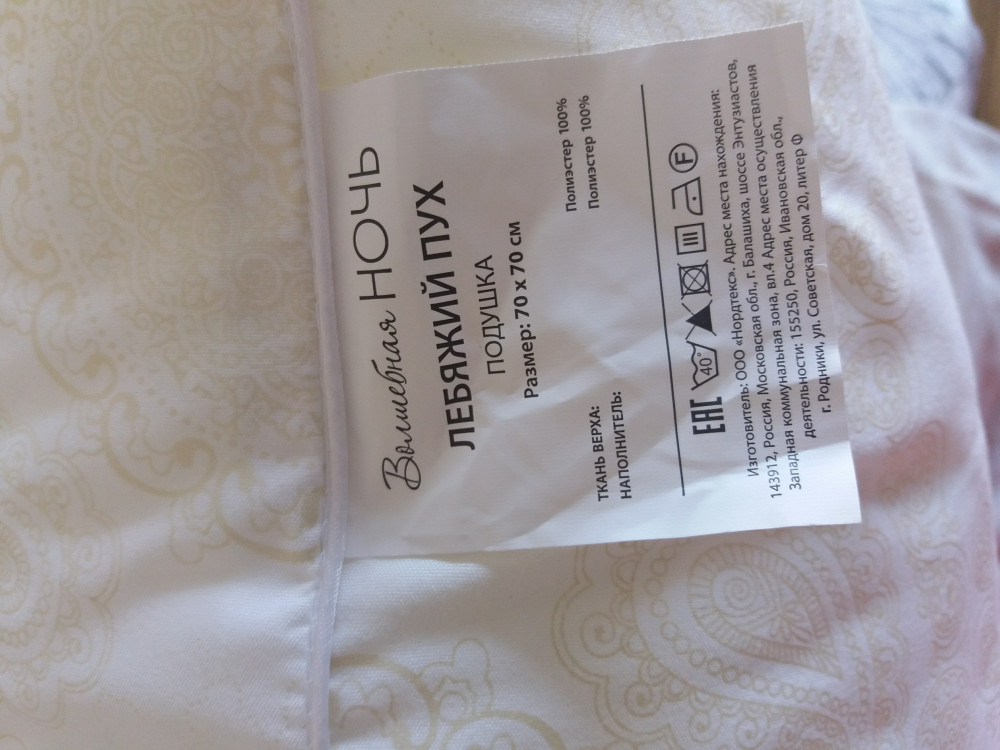 Волшебная НОЧЬ
ЛЕБЯЖИЙ ПУХ
ПОДУШКА
Размер: 70 x 70 см
ТКАНЬ ВЕРХА: Полиэстер 100%
НАПОЛНИТЕЛЬ: Полиэстер 100%
EAC 40° F
Изготовитель: ООО «Нордтекс». Адрес места нахождения:
143912, Россия, Московская обл., г. Балашиха, шоссе Энтузиастов,
Западная коммунальная зона, вл.4 Адрес места осуществления
деятельности: 155250, Россия, Ивановская обл.,
г. Родники, ул. Советская, дом 20, литер Ф